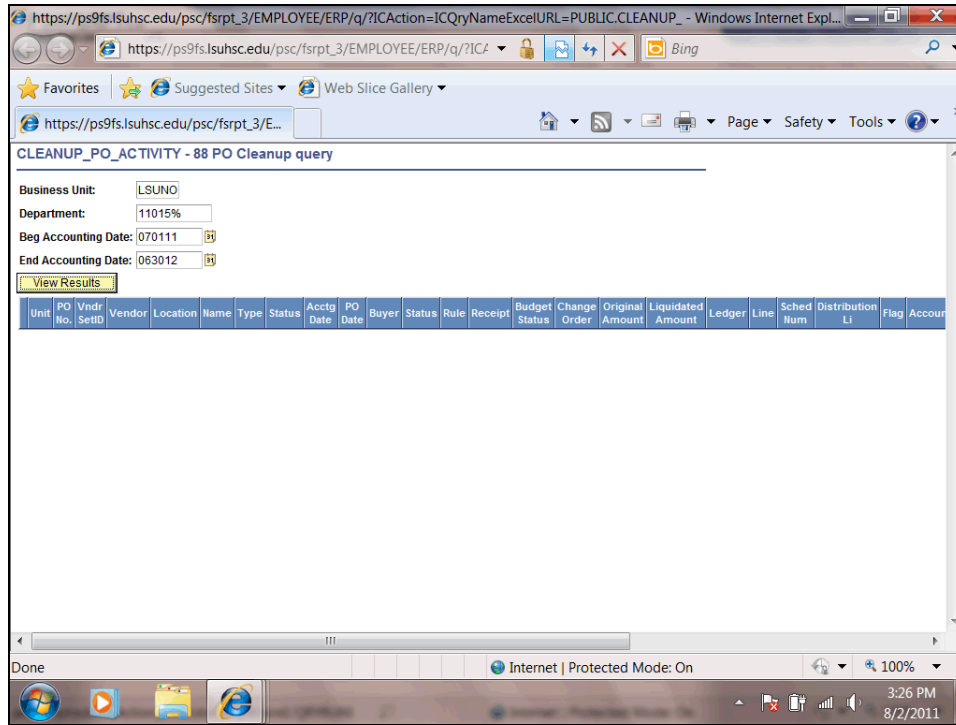 https://ps9fs.lsuhsc.edu/psc/fsrpt_3/EMPLOYEE/ERP/q/?ICAction=ICQryNameExcelURL=PUBLIC.CLEANUP_ - Windows Internet Expl...
https://ps9fs.lsuhsc.edu/psc/fsrpt_3/EMPLOYEE/ERP/q/?ICA Bing
Favorites Suggested Sites Web Slice Gallery
https://ps9fs.lsuhsc.edu/psc/fsrpt_3/E... Page Safety Tools
CLEANUP_PO_ACTIVITY - 88 PO Cleanup query
Business Unit: LSUNO
Department: 11015%
Beg Accounting Date: 070111 31
End Accounting Date: 063012 31
View Results
Unit PO No. Vndr SetID Vendor Location Name Type Status Acctg Date PO Date Buyer Status Rule Receipt Budget Status Change Order Original Amount Liquidated Amount Ledger Line Sched Num Distribution Li Flag Accoun
Done Internet | Protected Mode: On 100%
3:26 PM
8/2/2011